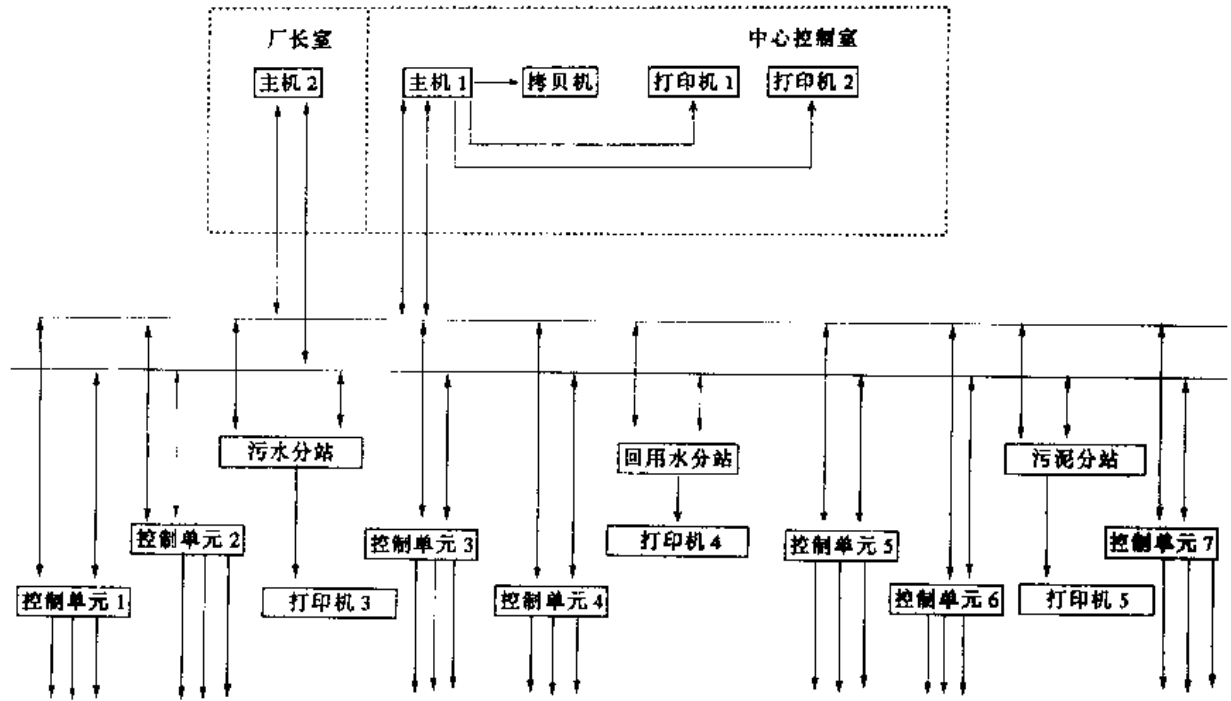 厂长室
中心控制室
主机2
主机1
拷贝机
打印机1
打印机2
污水分站
回用水分站
污泥分站
控制单元2
控制单元3
打印机4
控制单元5
控制单元7
控制单元1
打印机3
控制单元4
控制单元6
打印机5